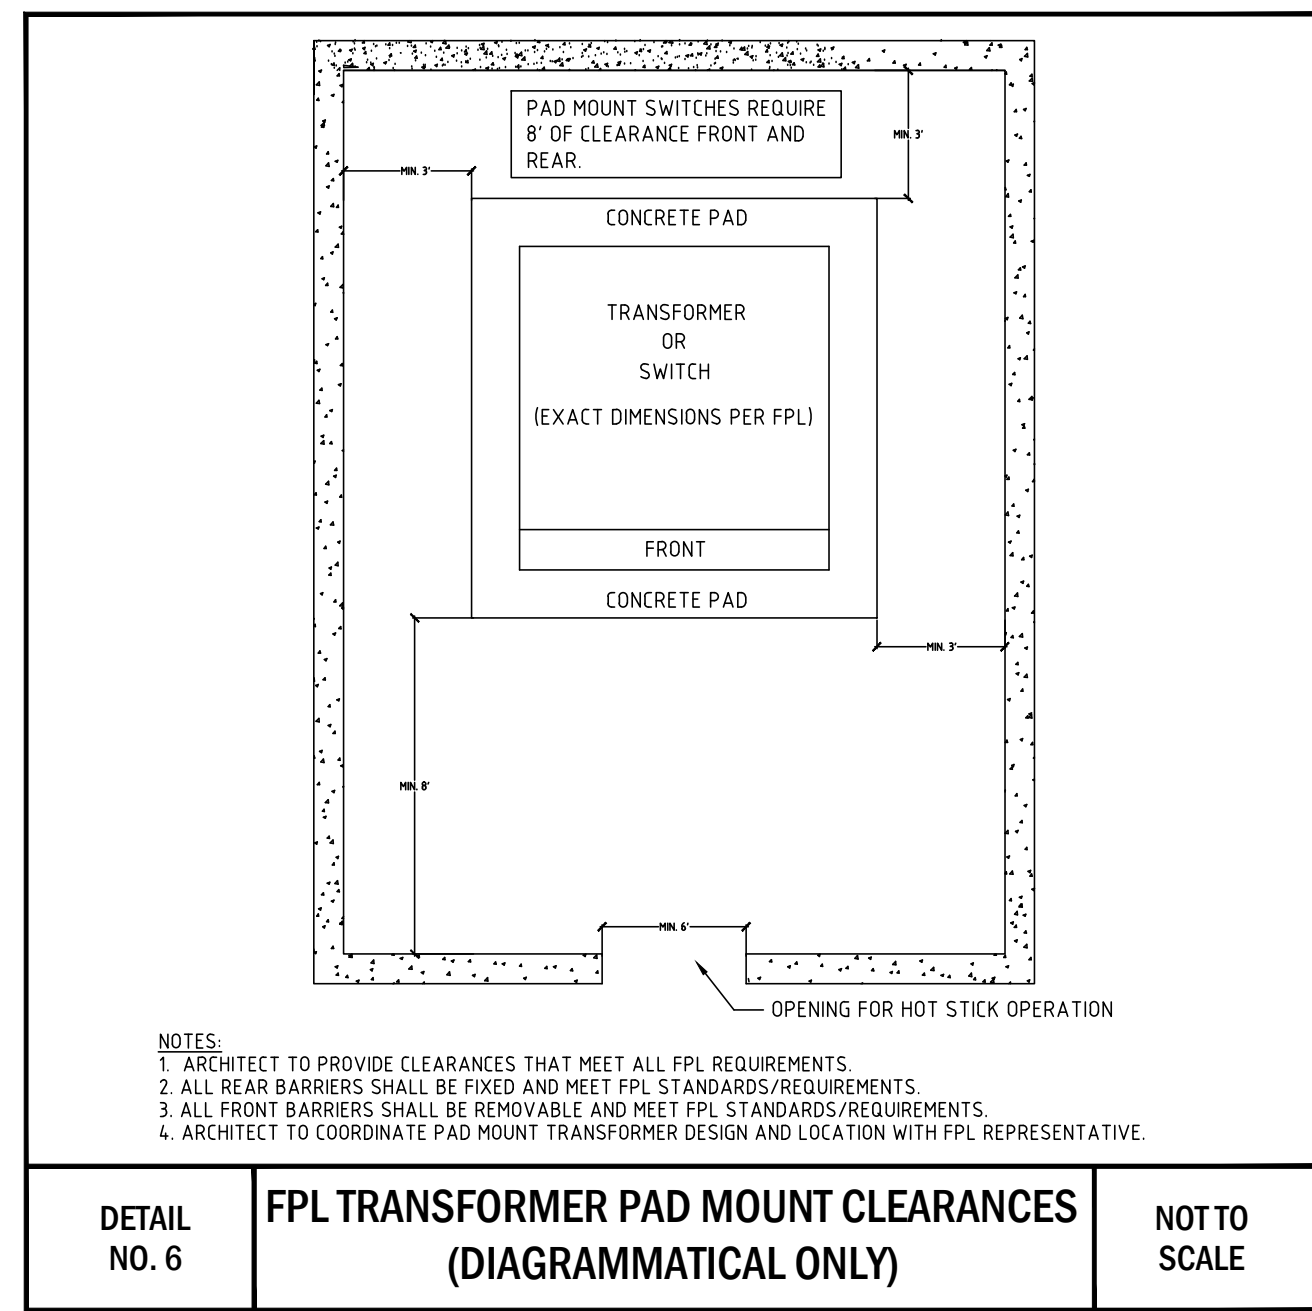 PAD MOUNT SWITCHES REQUIRE
8' OF CLEARANCE FRONT AND
REAR.
MIN. 3'
MIN. 3'
CONCRETE PAD
TRANSFORMER
OR
SWITCH
(EXACT DIMENSIONS PER FPL)
FRONT
CONCRETE PAD
MIN. 3'
MIN. 8'
MIN. 6'
OPENING FOR HOT STICK OPERATION
NOTES:
1. ARCHITECT TO PROVIDE CLEARANCES THAT MEET ALL FPL REQUIREMENTS.
2. ALL REAR BARRIERS SHALL BE FIXED AND MEET FPL STANDARDS/REQUIREMENTS.
3. ALL FRONT BARRIERS SHALL BE REMOVABLE AND MEET FPL STANDARDS/REQUIREMENTS.
4. ARCHITECT TO COORDINATE PAD MOUNT TRANSFORMER DESIGN AND LOCATION WITH FPL REPRESENTATIVE.
DETAIL
NO. 6
FPL TRANSFORMER PAD MOUNT CLEARANCES
(DIAGRAMMATICAL ONLY)
NOT TO
SCALE